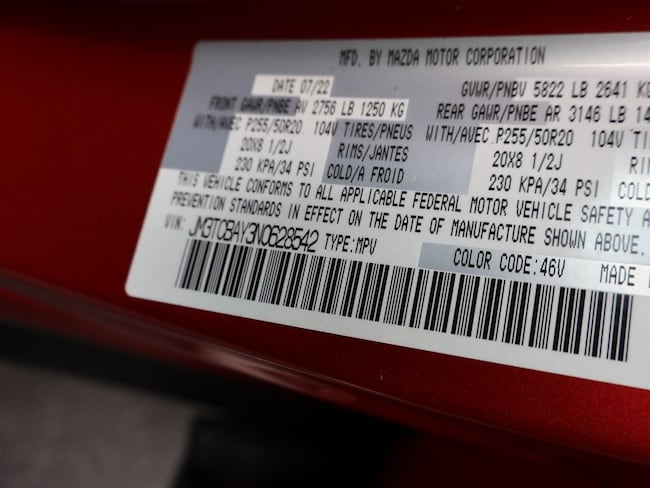 MFD. BY MAZDA MOTOR CORPORATION
DATE 07/22 GVWR/PNBV 5822 LB 2641 KG
FRONT GAWR/PNBE AV 2756 LB 1250 KG REAR GAWR/PNBE AR 3146 LB 14
WITH/AVEC P255/50R20 104V TIRES/PNEUS WITH/AVEC P255/50R20 104V TI
20X8 1/2J RIMS/JANTES 20X8 1/2J RI
230 KPA/34 PSI COLD/A FROID 230 KPA/34 PSI COLD
THIS VEHICLE CONFORMS TO ALL APPLICABLE FEDERAL MOTOR VEHICLE SAFETY A
PREVENTION STANDARDS IN EFFECT ON THE DATE OF MANUFACTURE SHOWN ABOVE.
VIN: JM3TCBAY3N0628542 TYPE:MPV
COLOR CODE:46V MADE